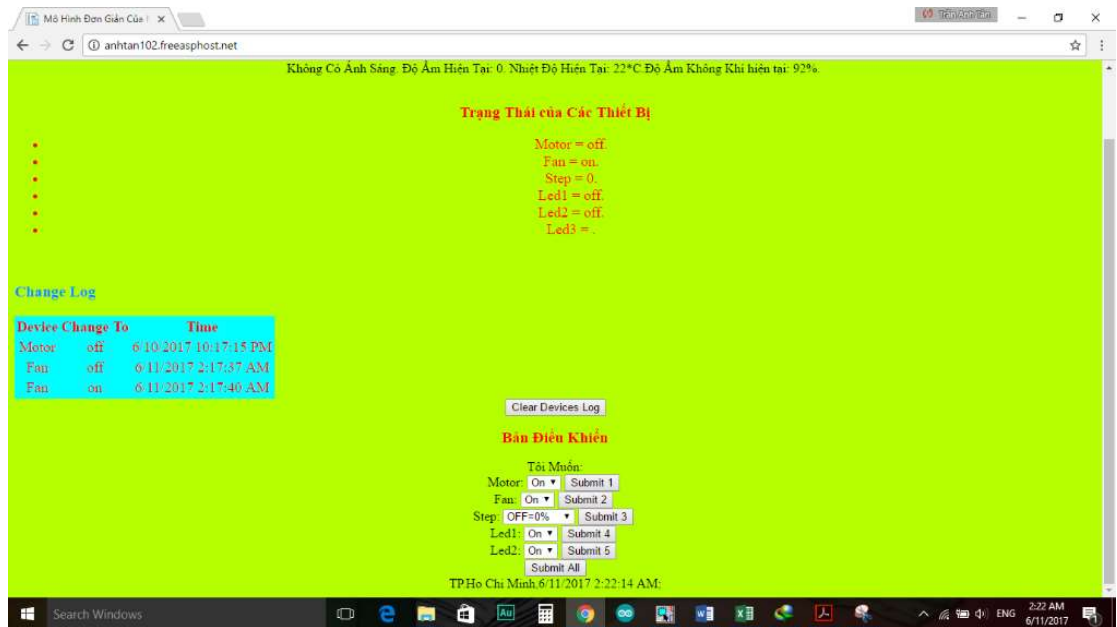 Mô Hình Đơn Giản Của
Trần Anh Tân
anhtan102.freeasphost.net
Không Có Ánh Sáng. Độ Ẩm Hiện Tại: 0. Nhiệt Độ Hiện Tại: 22*C.Độ Ẩm Không Khí hiện tại: 92%.
Trạng Thái của Các Thiết Bị
Motor = off.
Fan = on.
Step = 0.
Led1 = off.
Led2 = off.
Led3 = .
Change Log
Device Change To Time
Motor off 6/10/2017 10:17:15 PM
Fan off 6/11/2017 2:17:37 AM
Fan on 6/11/2017 2:17:40 AM
Clear Devices Log
Bản Điều Khiển
Tôi Muốn:
Motor: On Submit 1
Fan: On Submit 2
Step: OFF=0% Submit 3
Led1: On Submit 4
Led2: On Submit 5
Submit All
TP.Ho Chi Minh,6/11/2017 2:22:14 AM;
Search Windows
Au
ENG
2:22 AM
6/11/2017